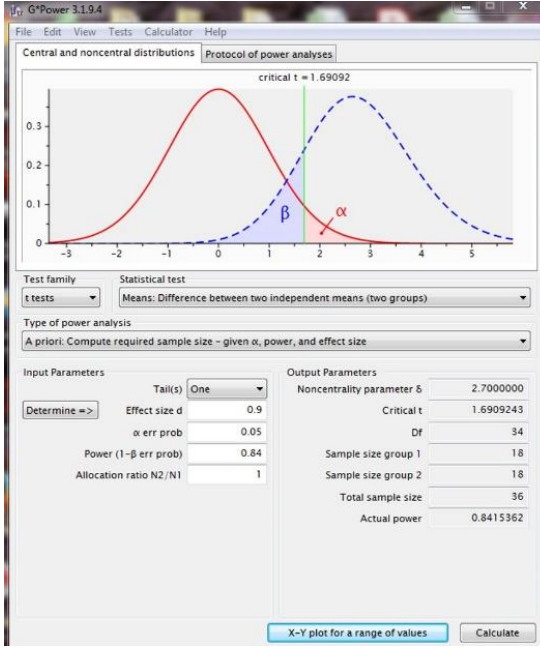 G*Power 3.1.9.4
File Edit View Tests Calculator Help
Central and noncentral distributions Protocol of power analyses
critical t = 1.69092
0.3
0.2
0.1
0
β α
-3 -2 -1 0 1 2 3 4 5
Test family Statistical test
t tests Means: Difference between two independent means (two groups)
Type of power analysis
A priori: Compute required sample size – given α, power, and effect size
Input Parameters Output Parameters
Tail(s) One Noncentrality parameter δ 2.7000000
Determine => Effect size d 0.9 Critical t 1.6909243
α err prob 0.05 Df 34
Power (1-β err prob) 0.84 Sample size group 1 18
Allocation ratio N2/N1 1 Sample size group 2 18
Total sample size 36
Actual power 0.8415362
X-Y plot for a range of values Calculate